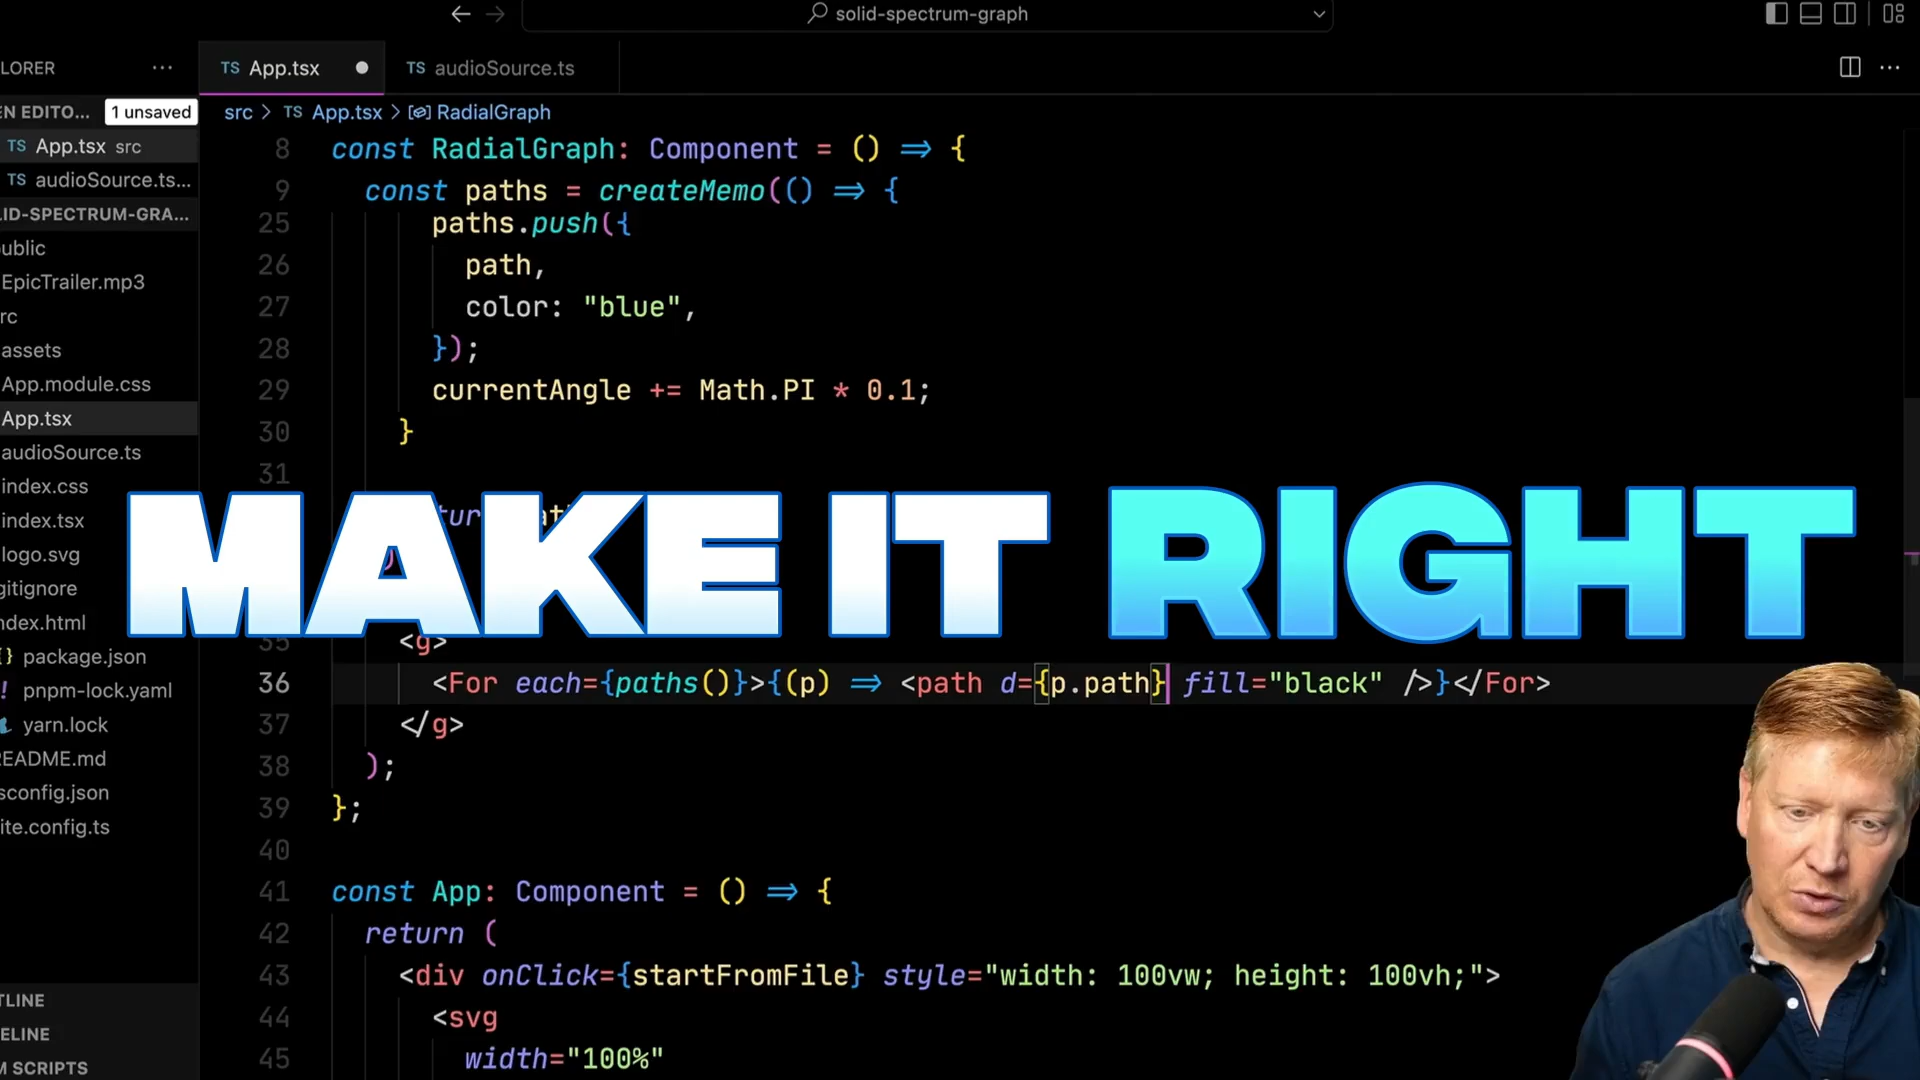 solid-spectrum-graph
LORER
TS App.tsx
TS audioSource.ts
EN EDITO... 1 unsaved
src > TS App.tsx > RadialGraph
TS App.tsx src
TS audioSource.ts...
LID-SPECTRUM-GRA...
ublic
EpicTrailer.mp3
rc
assets
App.module.css
App.tsx
audioSource.ts
index.css
index.tsx
logo.svg
gitignore
ndex.html
package.json
pnpm-lock.yaml
yarn.lock
README.md
sconfig.json
ite.config.ts
TLINE
ELINE
M SCRIPTS
8 const RadialGraph: Component = () => {
9 const paths = createMemo(() => {
25 paths.push({
26 path,
27 color: "blue",
28 });
29 currentAngle += Math.PI * 0.1;
30 }
31
MAKE IT RIGHT
35 <g>
36 <For each={paths()}>{(p) => <path d={p.path} fill="black" />}</For>
37 </g>
38 );
39 };
40
41 const App: Component = () => {
42 return (
43 <div onClick={startFromFile} style="width: 100vw; height: 100vh;">
44 <svg
45 width="100%"